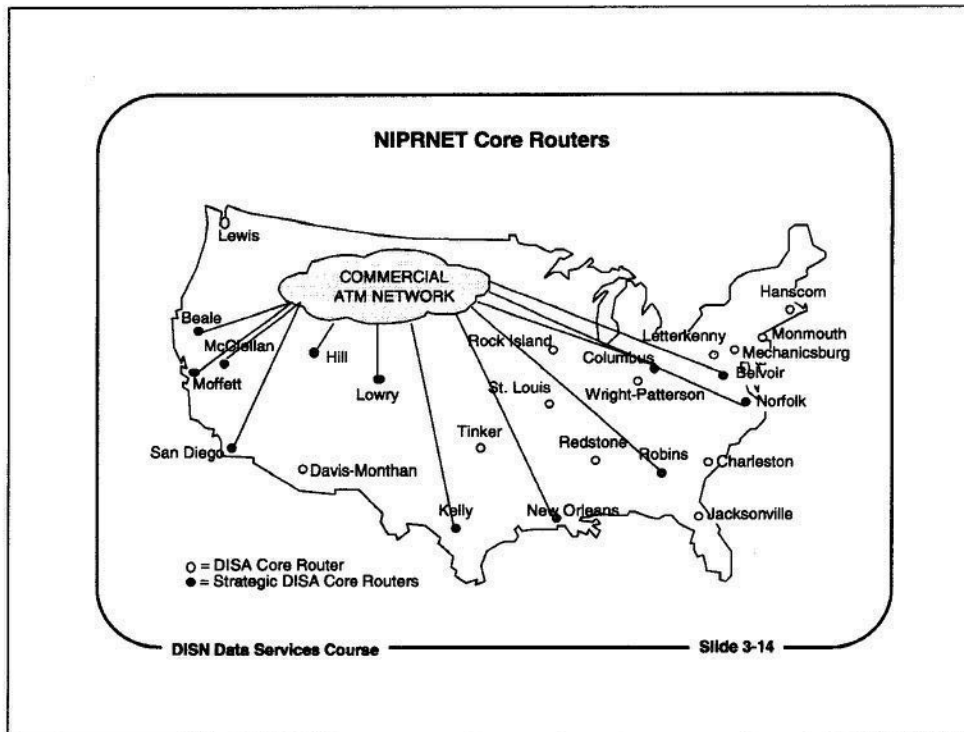 NIPRNET Core Routers
Lewis
COMMERCIAL
ATM NETWORK
Hanscom
Beale
Monmouth
Letterkenny
McClellan
Rock Island
Mechanicsburg
Hill
Columbus
Belvoir
Moffett
Lowry
St. Louis
Wright-Patterson
Norfolk
Tinker
Redstone
Robins
San Diego
Davis-Monthan
Charleston
Kelly
New Orleans
Jacksonville
O = DISA Core Router
● = Strategic DISA Core Routers
DISN Data Services Course
Slide 3-14